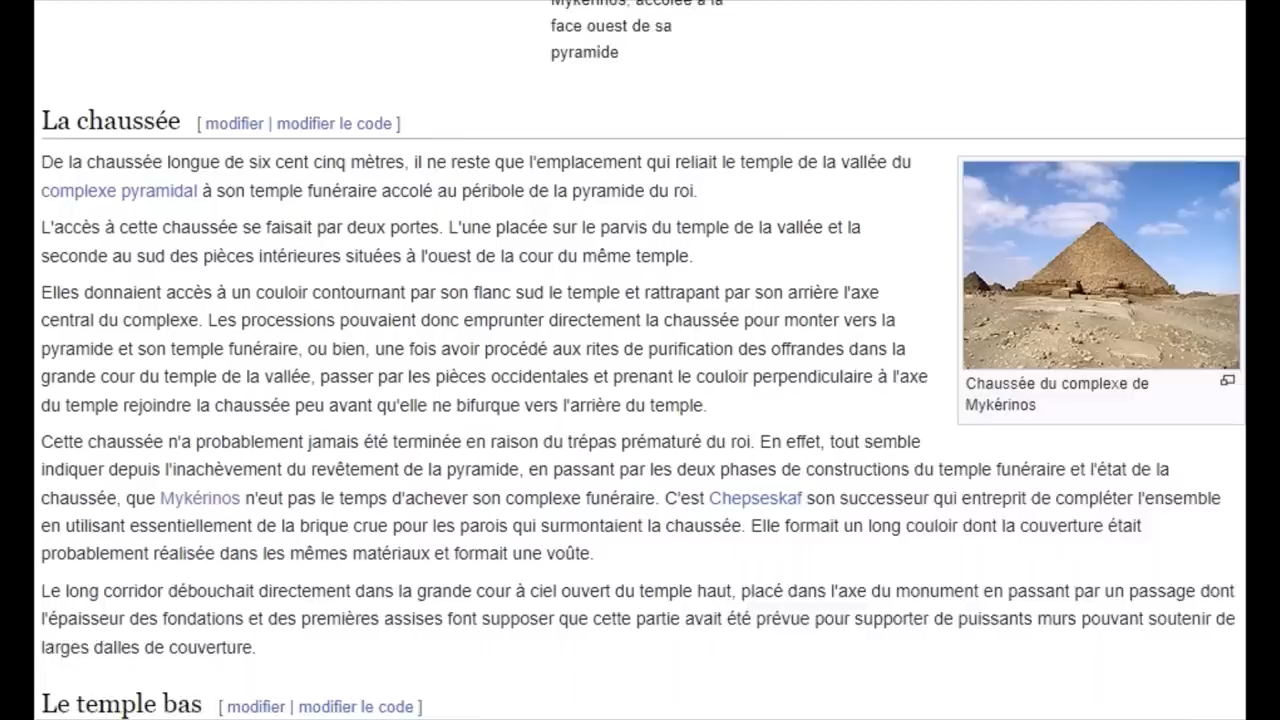 Mykérinos, accolée à la
face ouest de sa
pyramide
La chaussée [ modifier | modifier le code ]
De la chaussée longue de six cent cinq mètres, il ne reste que l'emplacement qui reliait le temple de la vallée du
complexe pyramidal à son temple funéraire accolé au péribole de la pyramide du roi.
L'accès à cette chaussée se faisait par deux portes. L'une placée sur le parvis du temple de la vallée et la
seconde au sud des pièces intérieures situées à l'ouest de la cour du même temple.
Elles donnaient accès à un couloir contournant par son flanc sud le temple et rattrapant par son arrière l'axe
central du complexe. Les processions pouvaient donc emprunter directement la chaussée pour monter vers la
pyramide et son temple funéraire, ou bien, une fois avoir procédé aux rites de purification des offrandes dans la
grande cour du temple de la vallée, passer par les pièces occidentales et prenant le couloir perpendiculaire à l'axe
du temple rejoindre la chaussée peu avant qu'elle ne bifurque vers l'arrière du temple.
Chaussée du complexe de
Mykérinos
Cette chaussée n'a probablement jamais été terminée en raison du trépas prématuré du roi. En effet, tout semble
indiquer depuis l'inachèvement du revêtement de la pyramide, en passant par les deux phases de constructions du temple funéraire et l'état de la
chaussée, que Mykérinos n'eut pas le temps d'achever son complexe funéraire. C'est Chepseskaf son successeur qui entreprit de compléter l'ensemble
en utilisant essentiellement de la brique crue pour les parois qui surmontaient la chaussée. Elle formait un long couloir dont la couverture était
probablement réalisée dans les mêmes matériaux et formait une voûte.
Le long corridor débouchait directement dans la grande cour à ciel ouvert du temple haut, placé dans l'axe du monument en passant par un passage dont
l'épaisseur des fondations et des premières assises font supposer que cette partie avait été prévue pour supporter de puissants murs pouvant soutenir de
larges dalles de couverture.
Le temple bas [ modifier | modifier le code ]